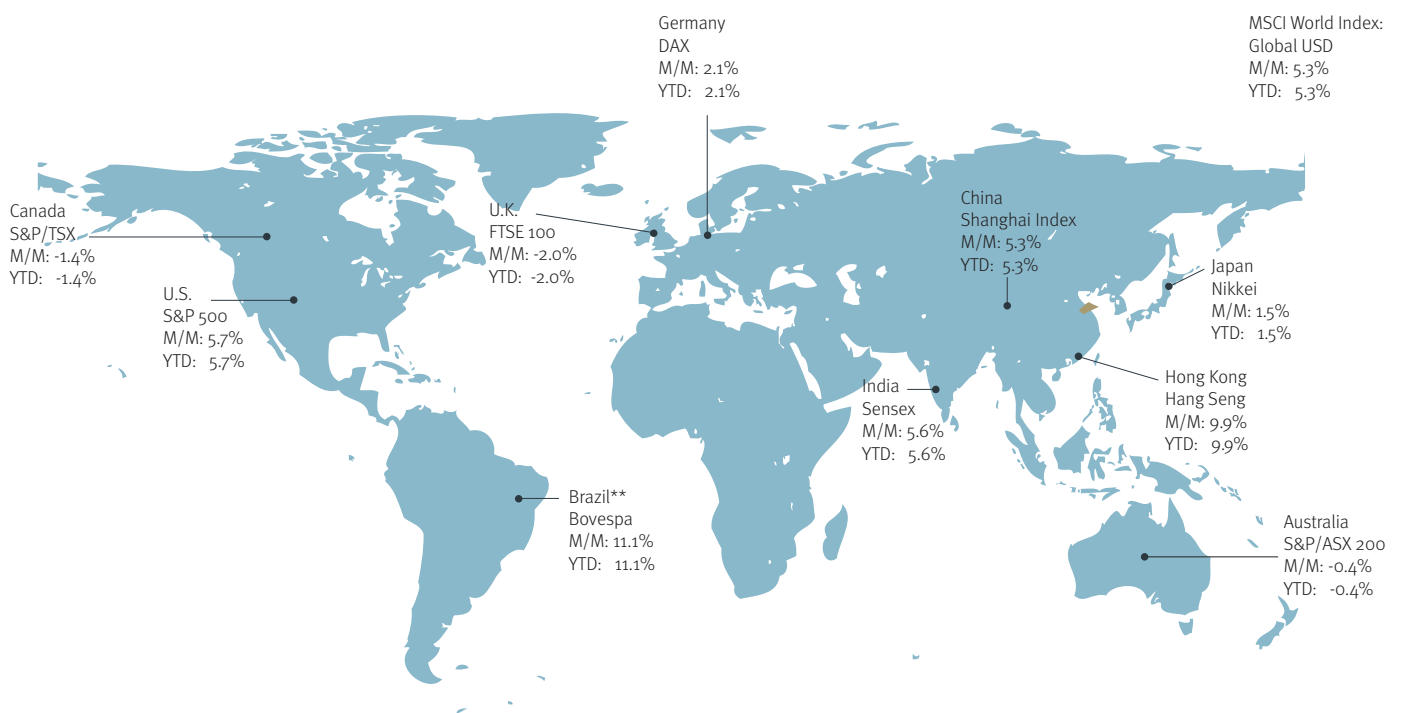 Germany
DAX
M/M: 2.1%
YTD: 2.1%
MSCI World Index:
Global USD
M/M: 5.3%
YTD: 5.3%
Canada
S&P/TSX
M/M: -1.4%
YTD: -1.4%
U.K.
FTSE 100
M/M: -2.0%
YTD: -2.0%
China
Shanghai Index
M/M: 5.3%
YTD: 5.3%
Japan
Nikkei
M/M: 1.5%
YTD: 1.5%
U.S.
S&P 500
M/M: 5.7%
YTD: 5.7%
India
Sensex
M/M: 5.6%
YTD: 5.6%
Hong Kong
Hang Seng
M/M: 9.9%
YTD: 9.9%
Brazil**
Bovespa
M/M: 11.1%
YTD: 11.1%
Australia
S&P/ASX 200
M/M: -0.4%
YTD: -0.4%